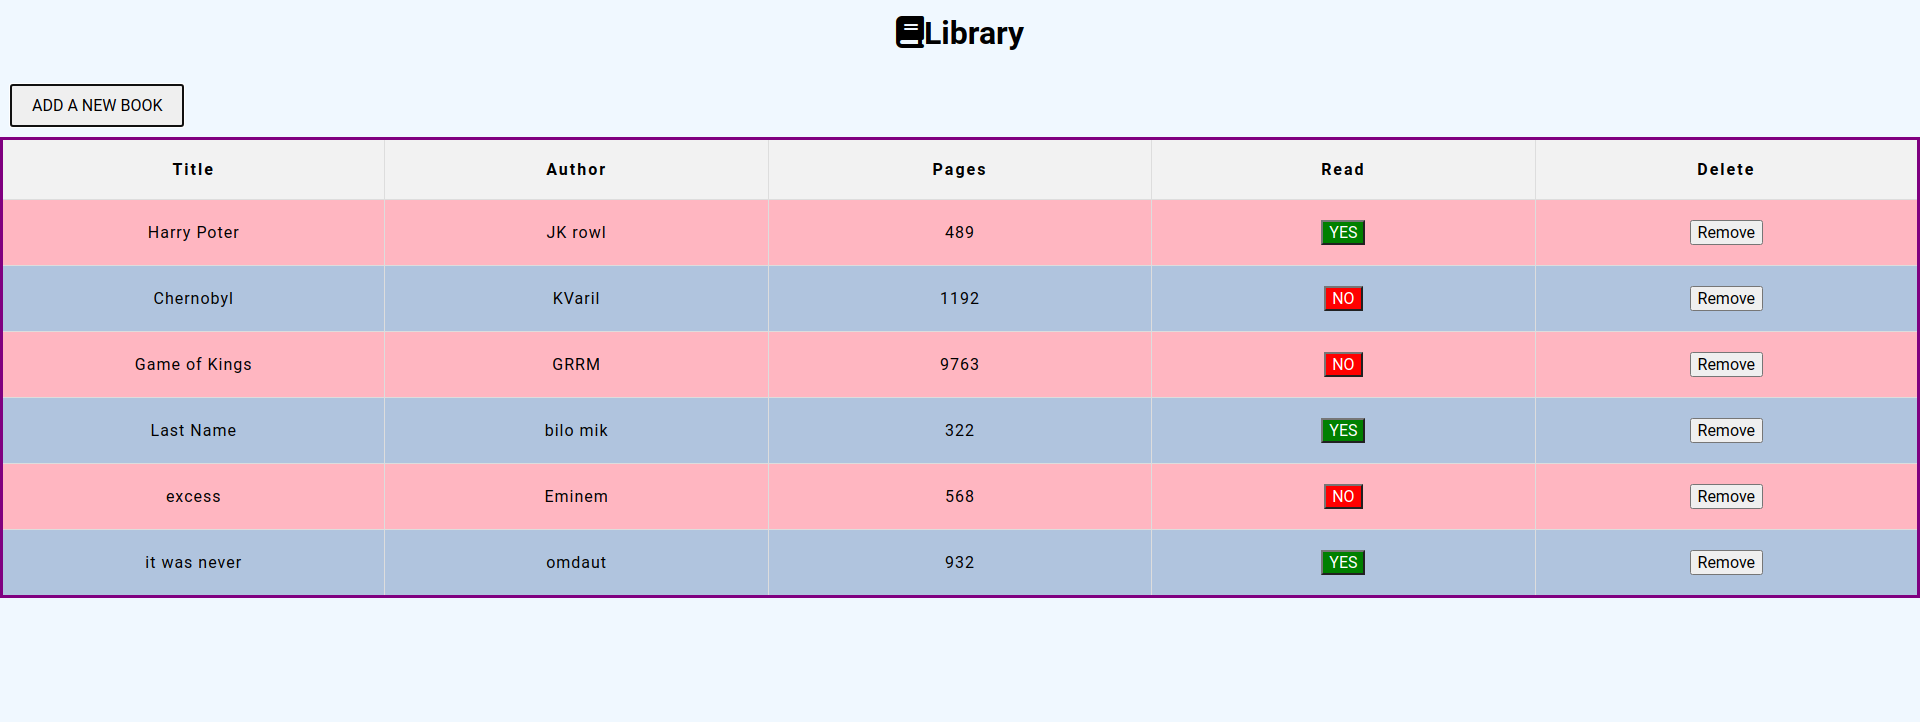 Library
ADD A NEW BOOK
Title Author Pages Read Delete
Harry Poter JK rowl 489 YES Remove
Chernobyl KVaril 1192 NO Remove
Game of Kings GRRM 9763 NO Remove
Last Name bilo mik 322 YES Remove
excess Eminem 568 NO Remove
it was never omdaut 932 YES Remove